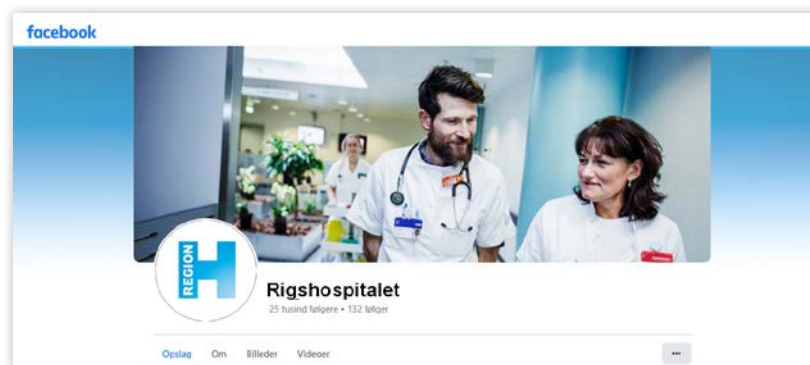 facebook
REGION H
Rigshospitalet
25 tusind følgere • 132 følger
Opslag Om Billeder Videoer